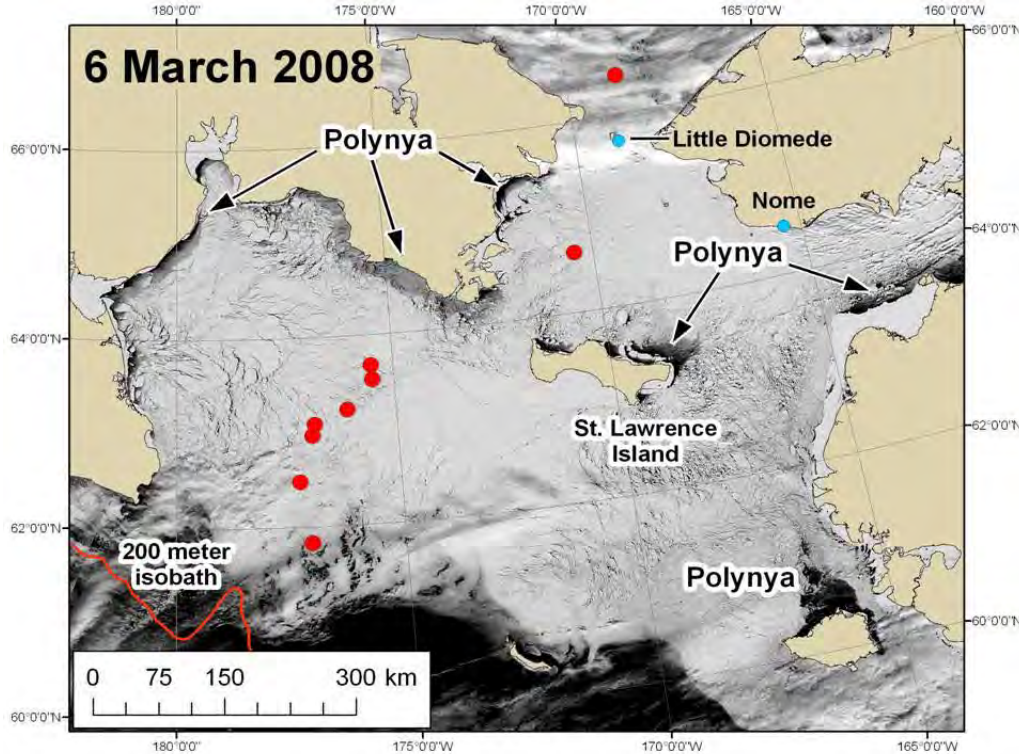 180°0'0"W
175°0'0"W
170°0'0"W
165°0'0"W
160°0'0"W
6 March 2008
66°0'0"N
Polynya
Little Diomede
66°0'0"N
Nome
64°0'0"N
Polynya
64°0'0"N
St. Lawrence
Island
62°0'0"N
62°0'0"N
200 meter
isobath
Polynya
60°0'0"N
0 75 150 300 km
60°0'0"N
180°0'0"W
175°0'0"W
170°0'0"W
165°0'0"W